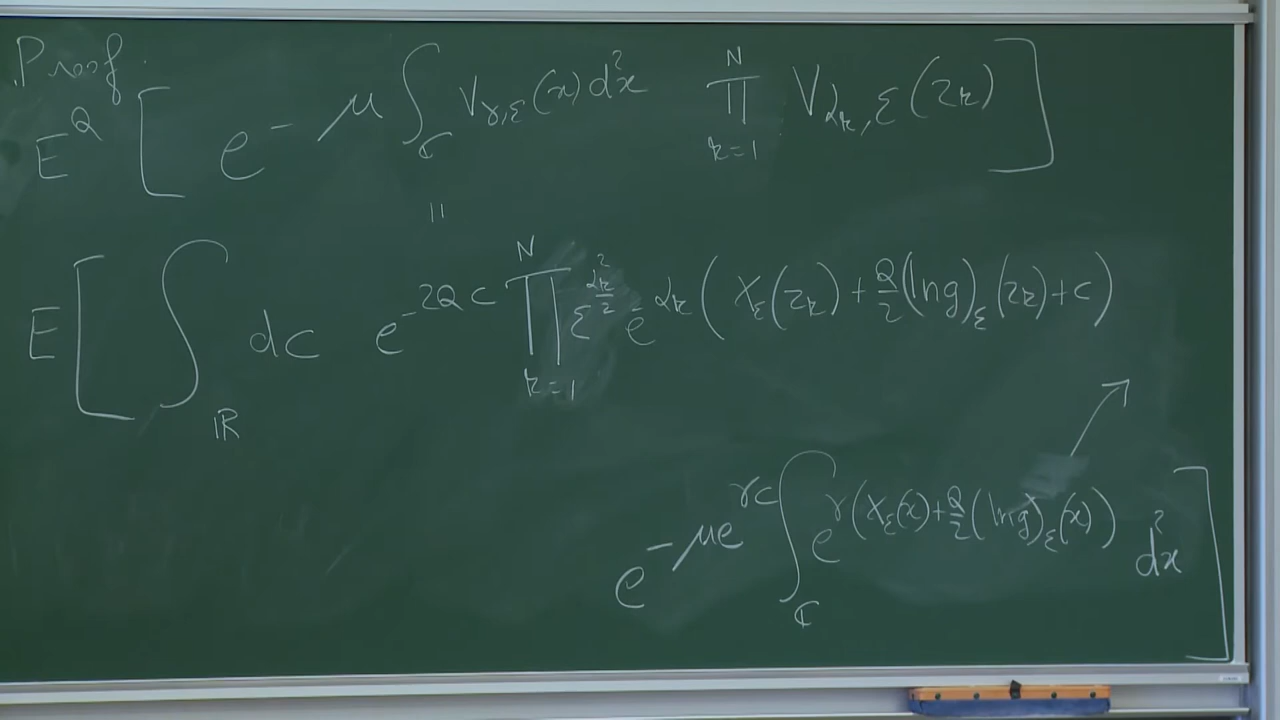 Proof.
E^Q [ e^{- μ ∫_ℂ V_{γ,ε}(x) d²x} ∏_{k=1}^{N} V_{α_k,ε}(z_k) ]
=
E [ ∫_ℝ dc e^{-2Qc} ∏_{k=1}^{N} ε^{α_k²/2} e^{α_k ( X_ε(z_k) + Q/2 (ln g)_ε(z_k) + c )}
e^{- μ e^{γc} ∫_ℂ e^{γ(X_ε(x) + Q/2 (ln g)_ε(x))} d²x} ]